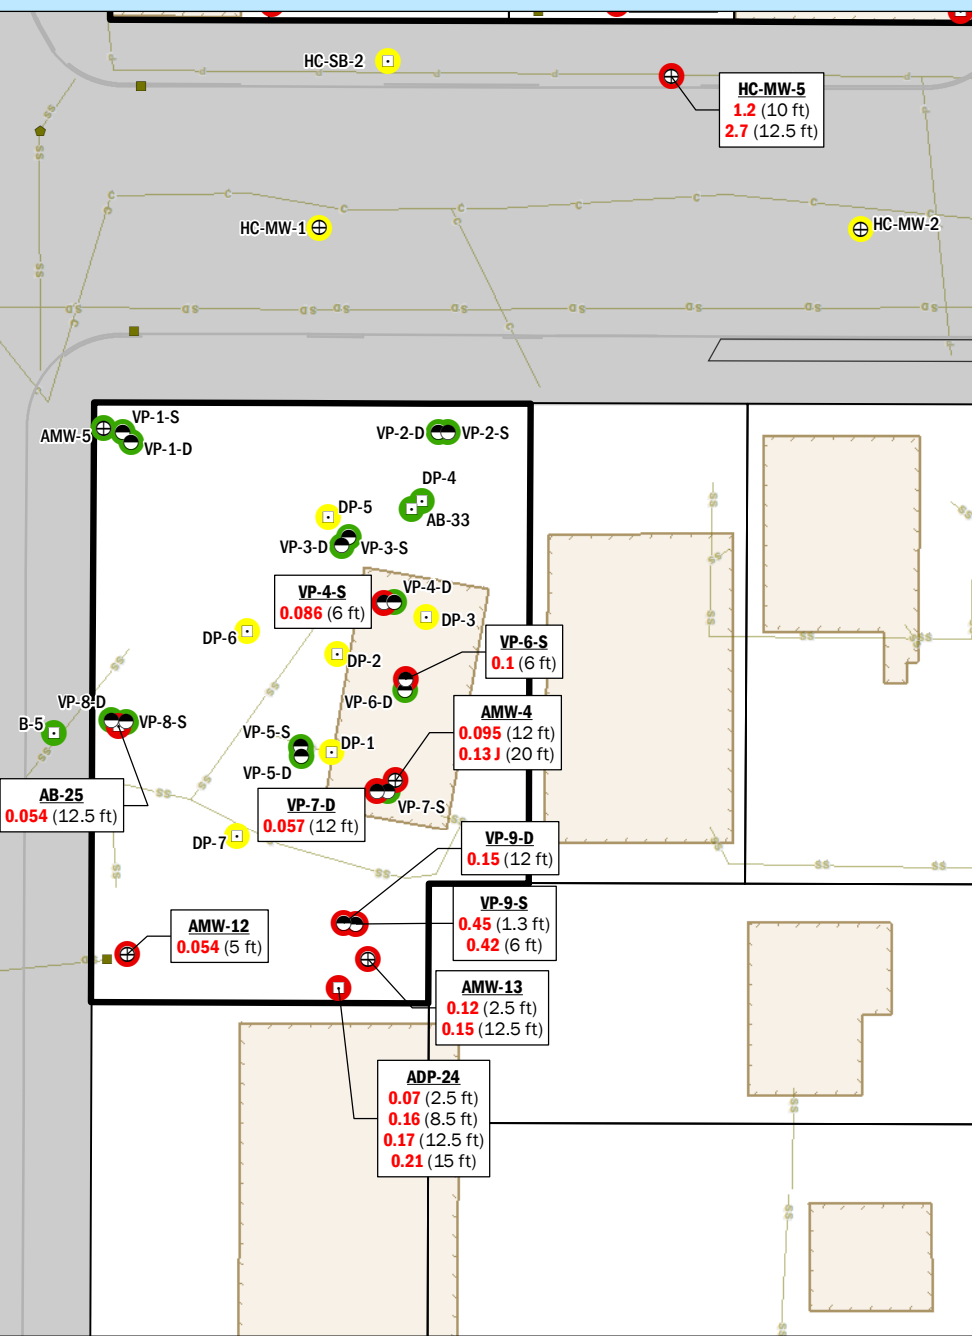 HC-SB-2
HC-MW-5
1.2 (10 ft)
2.7 (12.5 ft)
HC-MW-1
HC-MW-2
AMW-5
VP-1-S
VP-1-D
VP-2-D
VP-2-S
DP-4
AB-33
DP-5
VP-3-D
VP-3-S
VP-4-S
0.086 (6 ft)
VP-4-D
DP-3
DP-6
DP-2
VP-6-S
0.1 (6 ft)
VP-6-D
VP-8-D
VP-8-S
B-5
AMW-4
0.095 (12 ft)
0.13 J (20 ft)
VP-5-S
VP-5-D
DP-1
AB-25
0.054 (12.5 ft)
VP-7-D
0.057 (12 ft)
VP-7-S
DP-7
VP-9-D
0.15 (12 ft)
VP-9-S
0.45 (1.3 ft)
0.42 (6 ft)
AMW-12
0.054 (5 ft)
AMW-13
0.12 (2.5 ft)
0.15 (12.5 ft)
ADP-24
0.07 (2.5 ft)
0.16 (8.5 ft)
0.17 (12.5 ft)
0.21 (15 ft)